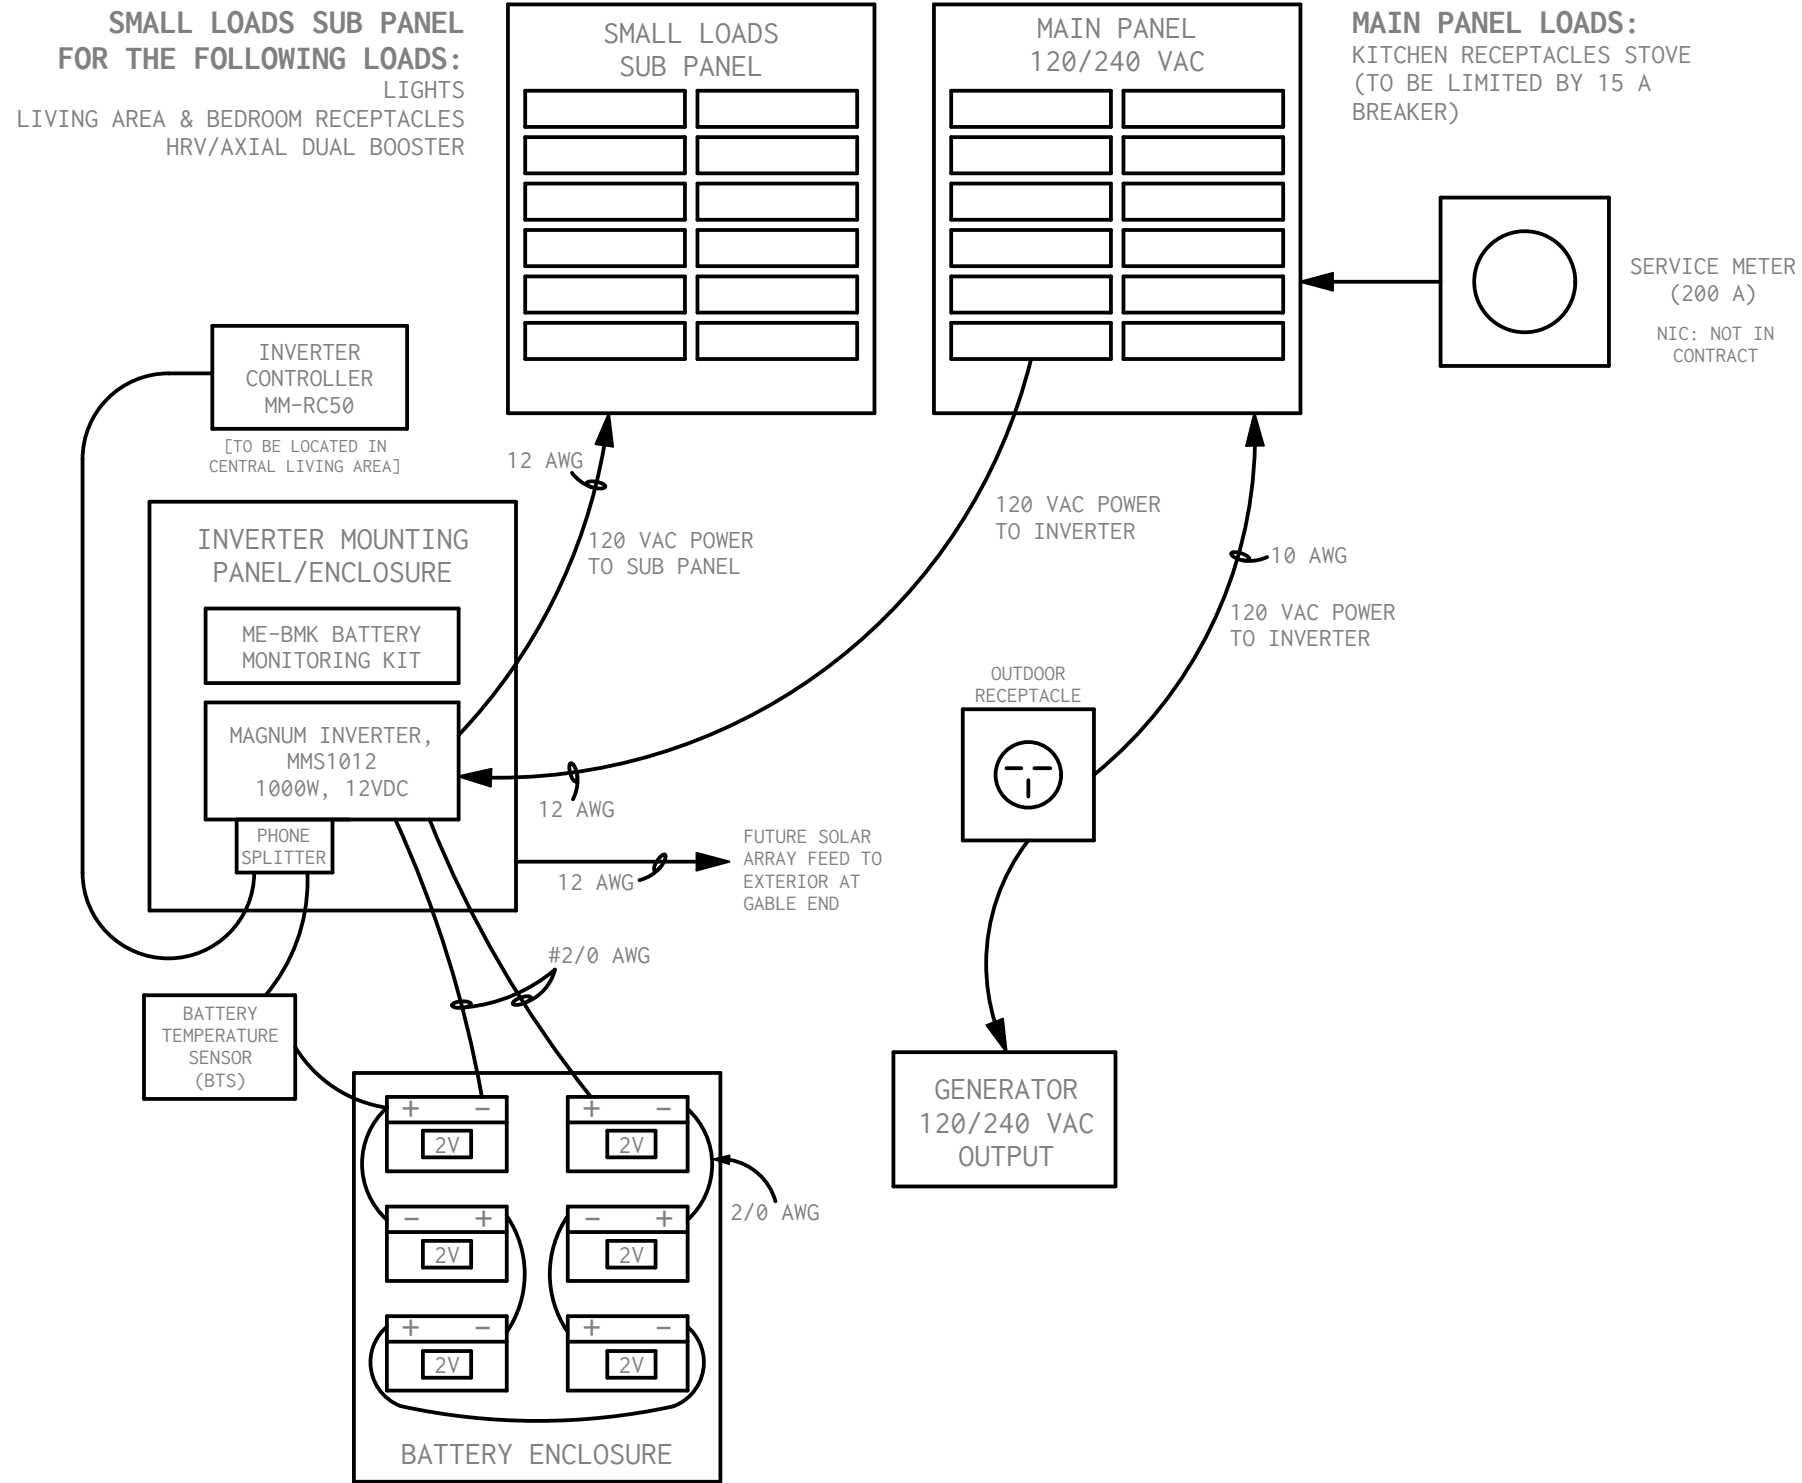 SMALL LOADS SUB PANEL
FOR THE FOLLOWING LOADS:
LIGHTS
LIVING AREA & BEDROOM RECEPTACLES
HRV/AXIAL DUAL BOOSTER
SMALL LOADS
SUB PANEL
MAIN PANEL
120/240 VAC
MAIN PANEL LOADS:
KITCHEN RECEPTACLES STOVE
(TO BE LIMITED BY 15 A
BREAKER)
SERVICE METER
(200 A)
NIC: NOT IN
CONTRACT
INVERTER
CONTROLLER
MM-RC50
[TO BE LOCATED IN
CENTRAL LIVING AREA]
12 AWG
120 VAC POWER
TO SUB PANEL
120 VAC POWER
TO INVERTER
10 AWG
120 VAC POWER
TO INVERTER
INVERTER MOUNTING
PANEL/ENCLOSURE
ME-BMK BATTERY
MONITORING KIT
MAGNUM INVERTER,
MMS1012
1000W, 12VDC
PHONE
SPLITTER
12 AWG
12 AWG
FUTURE SOLAR
ARRAY FEED TO
EXTERIOR AT
GABLE END
OUTDOOR
RECEPTACLE
#2/0 AWG
BATTERY
TEMPERATURE
SENSOR
(BTS)
GENERATOR
120/240 VAC
OUTPUT
+ −
2V
+ −
2V
2/0 AWG
− +
2V
− +
2V
+ −
2V
+ −
2V
BATTERY ENCLOSURE